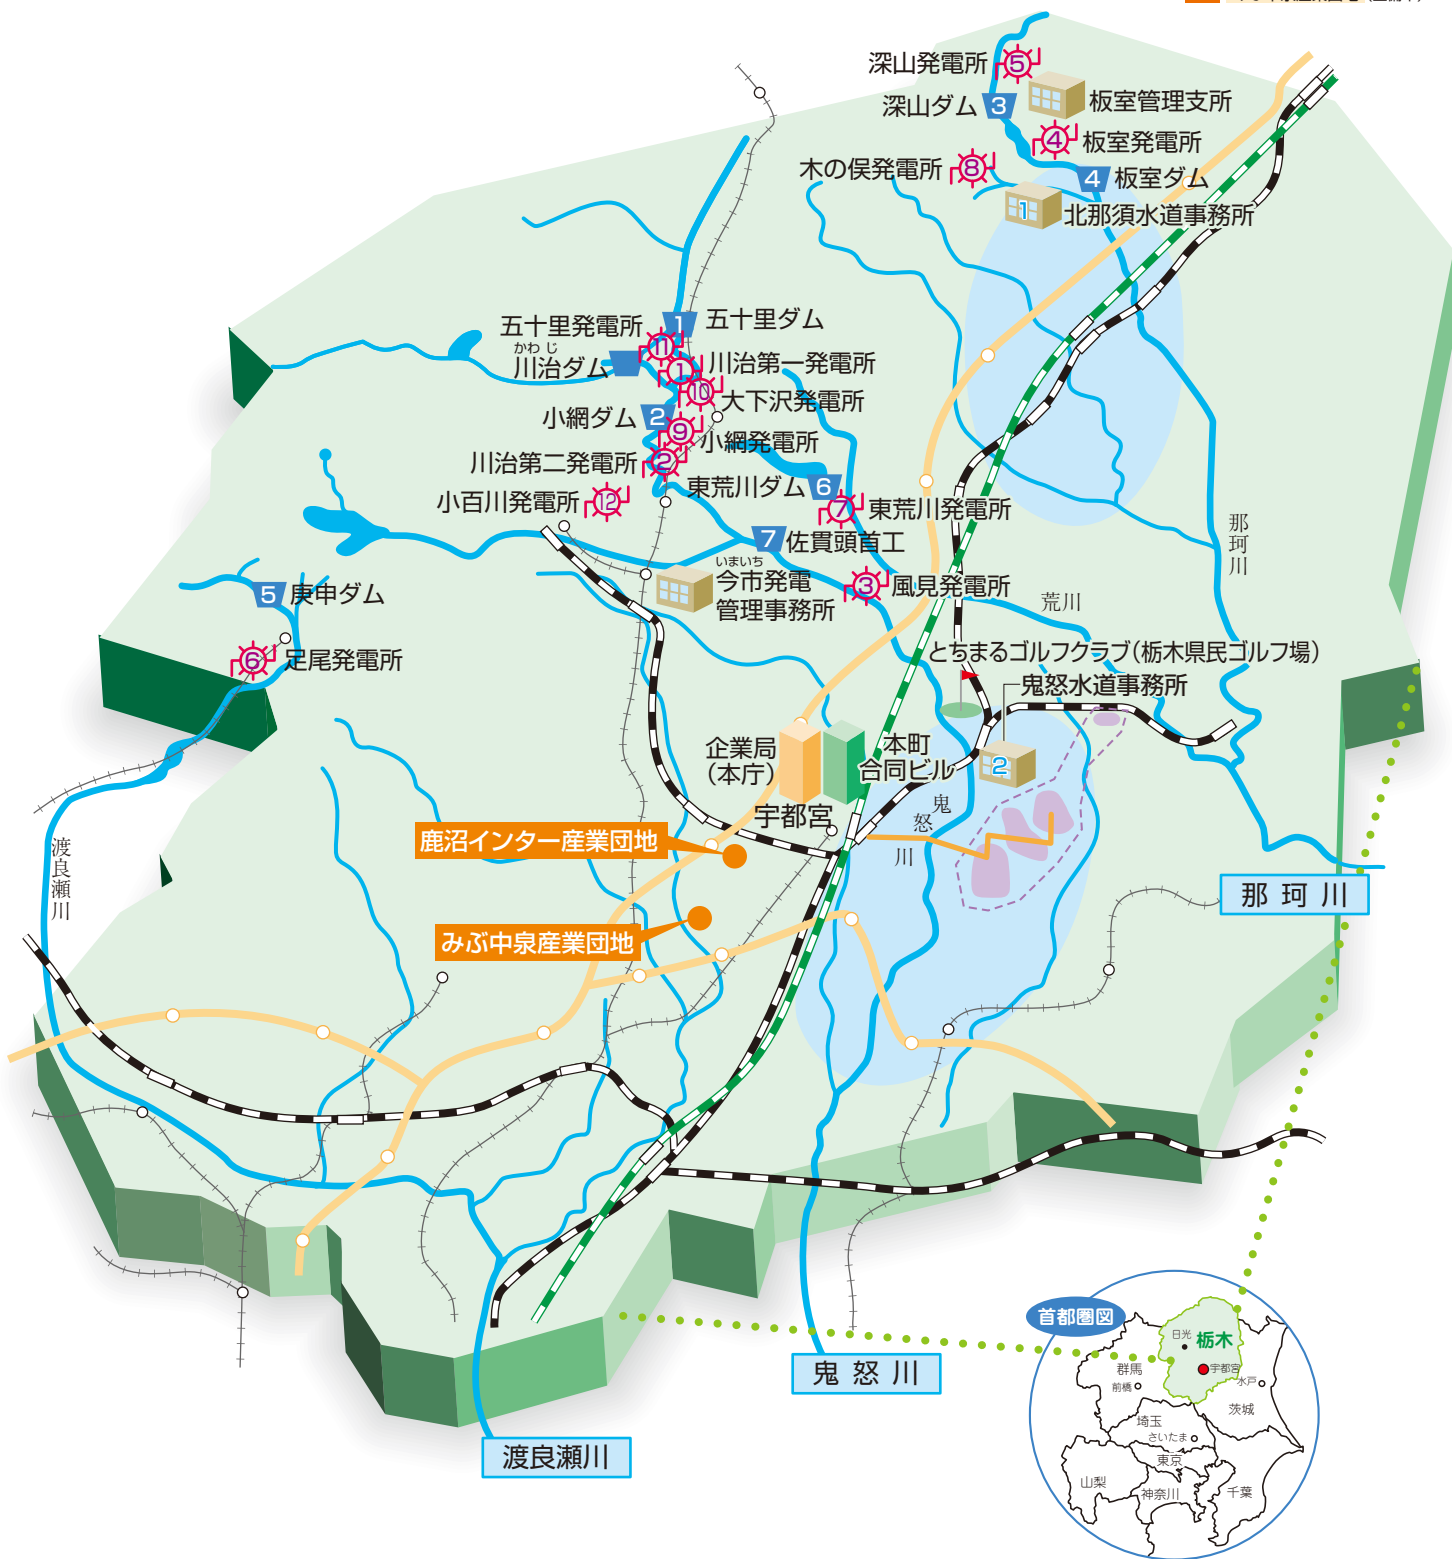 深山発電所
⑤
深山ダム
3
板室管理支所
④
板室発電所
木の俣発電所
⑧
4
板室ダム
1
北那須水道事務所
五十里発電所
⑪
1
五十里ダム
かわじ
川治ダム
①
川治第一発電所
⑩
大下沢発電所
小網ダム
2
⑨
小網発電所
川治第二発電所
②
小百川発電所
⑫
東荒川ダム
6
⑦
東荒川発電所
7
佐貫頭首工
いまいち
今市発電
管理事務所
③
風見発電所
5
庚申ダム
⑥
足尾発電所
那珂川
荒川
とちまるゴルフクラブ(栃木県民ゴルフ場)
鬼怒水道事務所
2
企業局
(本庁)
本町
合同ビル
宇都宮
鬼怒川
鹿沼インター産業団地
みぶ中泉産業団地
渡良瀬川
那珂川
鬼怒川
渡良瀬川
首都圏図
日光
栃木
宇都宮
群馬
前橋
水戸
茨城
埼玉
さいたま
東京
山梨
神奈川
千葉